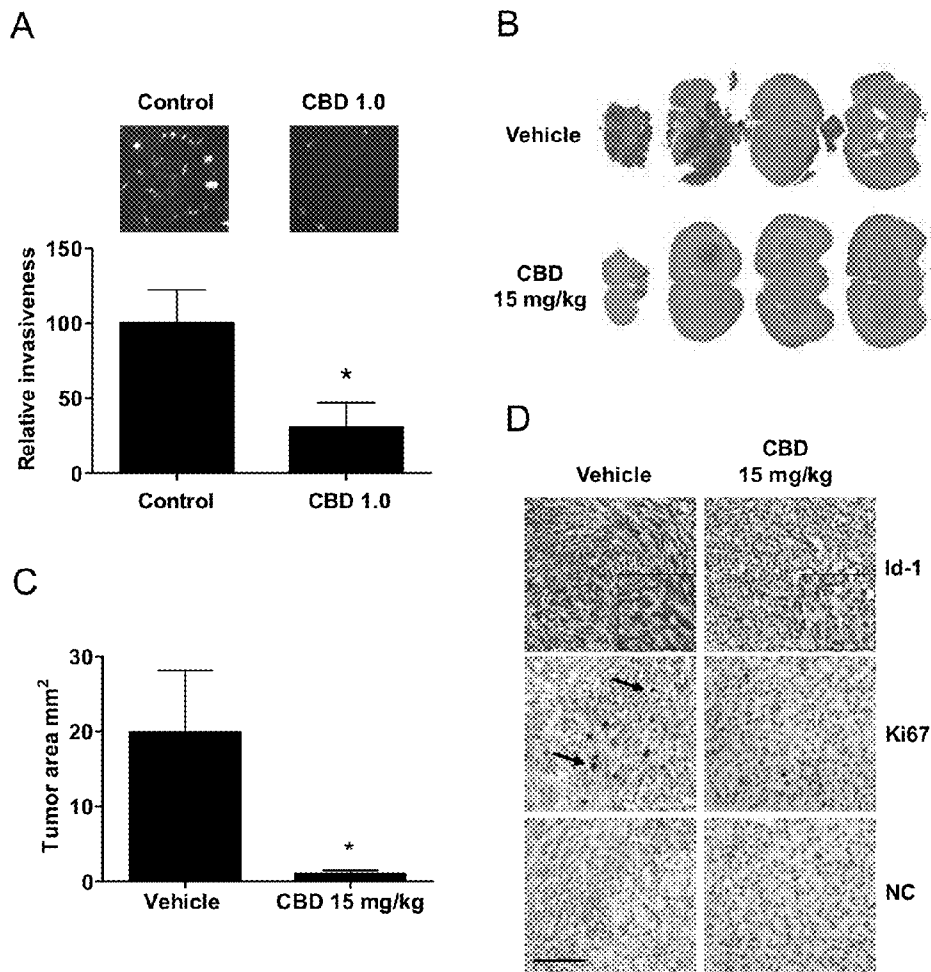 A
Control
CBD 1.0
Relative invasiveness
150
100
50
0
*
Control
CBD 1.0
B
Vehicle
CBD
15 mg/kg
C
Tumor area mm²
30
20
10
0
*
Vehicle
CBD 15 mg/kg
D
Vehicle
CBD
15 mg/kg
Id-1
Ki67
NC